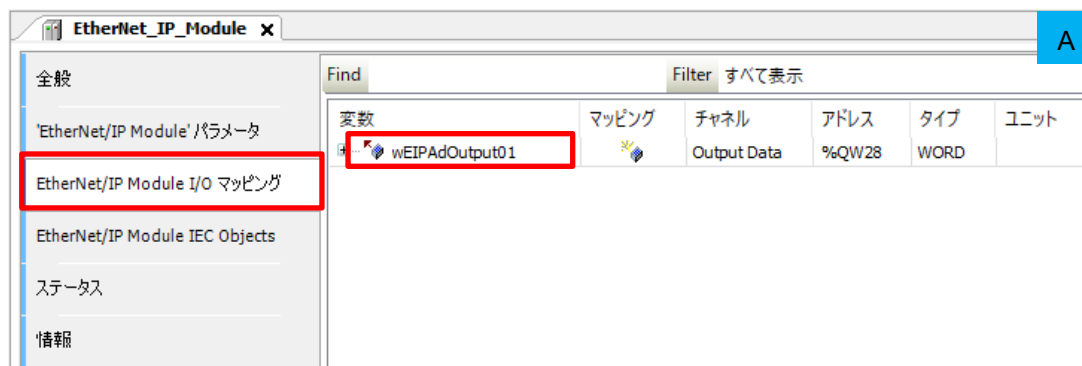 EtherNet_IP_Module X
A
全般
'EtherNet/IP Module' パラメータ
EtherNet/IP Module I/O マッピング
EtherNet/IP Module IEC Objects
ステータス
情報
Find Filter すべて表示
変数 マッピング チャネル アドレス タイプ ユニット
wEIPAdOutput01 Output Data %QW28 WORD